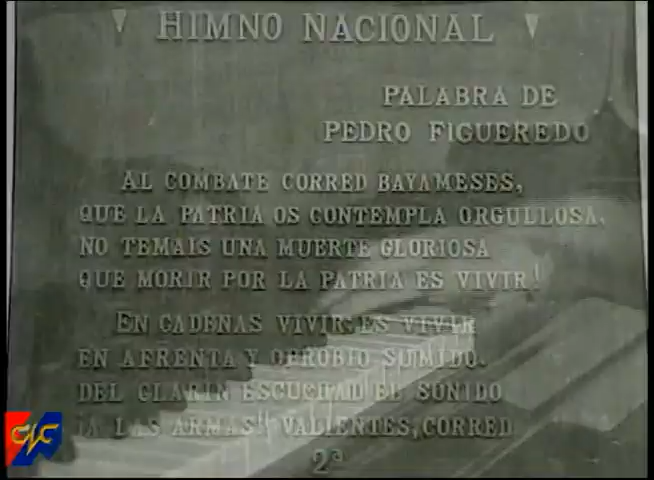 HIMNO NACIONAL
PALABRA DE
PEDRO FIGUEREDO
AL COMBATE CORRED BAYAMESES,
QUE LA PATRIA OS CONTEMPLA ORGULLOSA.
NO TEMAIS UNA MUERTE GLORIOSA
QUE MORIR POR LA PATRIA ES VIVIR!
EN CADENAS VIVIR, ES VIVIR
EN AFRENTA Y OPROBIO SUMIDO.
DEL CLARIN ESCUCHAD EL SONIDO
¡A LAS ARMAS!! VALIENTES, CORRED
2ª